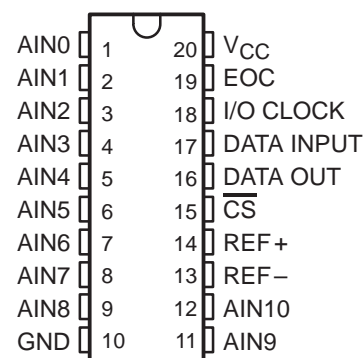 AIN0 1 20 VCC
AIN1 2 19 EOC
AIN2 3 18 I/O CLOCK
AIN3 4 17 DATA INPUT
AIN4 5 16 DATA OUT
AIN5 6 15 C̅S̅
AIN6 7 14 REF+
AIN7 8 13 REF−
AIN8 9 12 AIN10
GND 10 11 AIN9